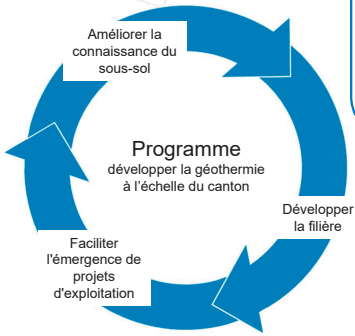 Améliorer la
connaissance du
sous-sol
Programme
développer la géothermie
à l'échelle du canton
Développer
la filière
Faciliter
l'émergence de
projets
d'exploitation